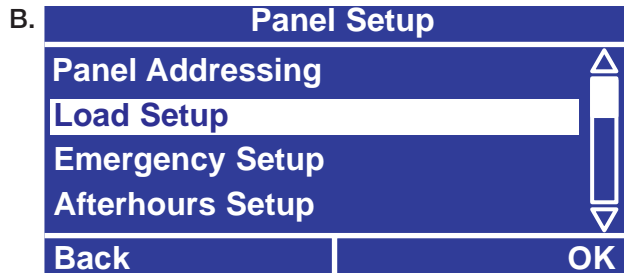 B.
Panel Setup
Panel Addressing
Load Setup
Emergency Setup
Afterhours Setup
Back OK